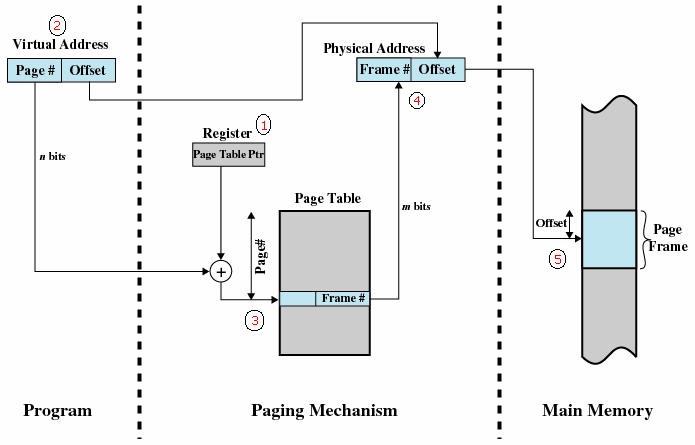 2
Virtual Address
Page # Offset
n bits
Register 1
Page Table Ptr
+
Page Table
Page#
Frame #
3
m bits
Physical Address
Frame # Offset
4
Offset
5
Page
Frame
Program
Paging Mechanism
Main Memory